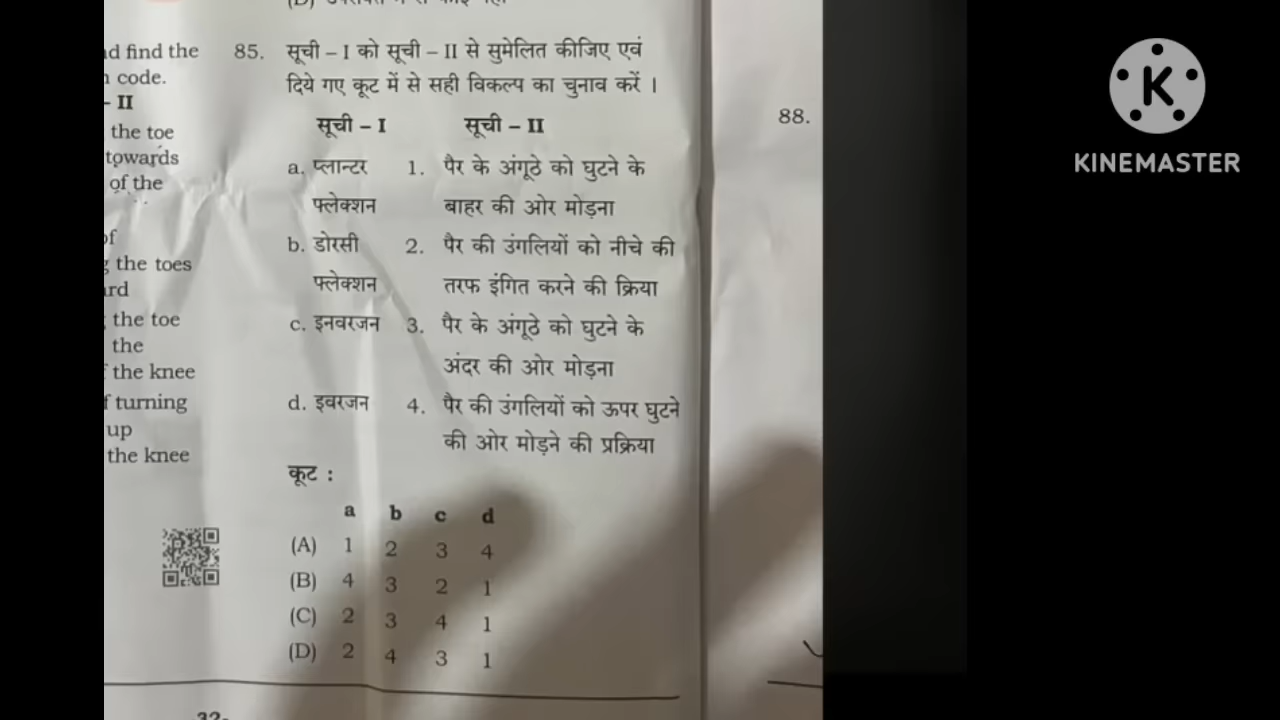 d find the
code.
- II
the toe
towards
of the
of
the toes
rd
the toe
the
the knee
turning
up
the knee
85. सूची – I को सूची – II से सुमेलित कीजिए एवं
दिये गए कूट में से सही विकल्प का चुनाव करें ।
सूची – I सूची – II
a. प्लान्टर 1. पैर के अंगूठे को घुटने के
फ्लेक्शन बाहर की ओर मोड़ना
b. डोरसी 2. पैर की उंगलियों को नीचे की
फ्लेक्शन तरफ इंगित करने की क्रिया
c. इनवरजन 3. पैर के अंगूठे को घुटने के
अंदर की ओर मोड़ना
d. इवरजन 4. पैर की उंगलियों को ऊपर घुटने
की ओर मोड़ने की प्रक्रिया
कूट :
a b c d
(A) 1 2 3 4
(B) 4 3 2 1
(C) 2 3 4 1
(D) 2 4 3 1
88.
K
KINEMASTER